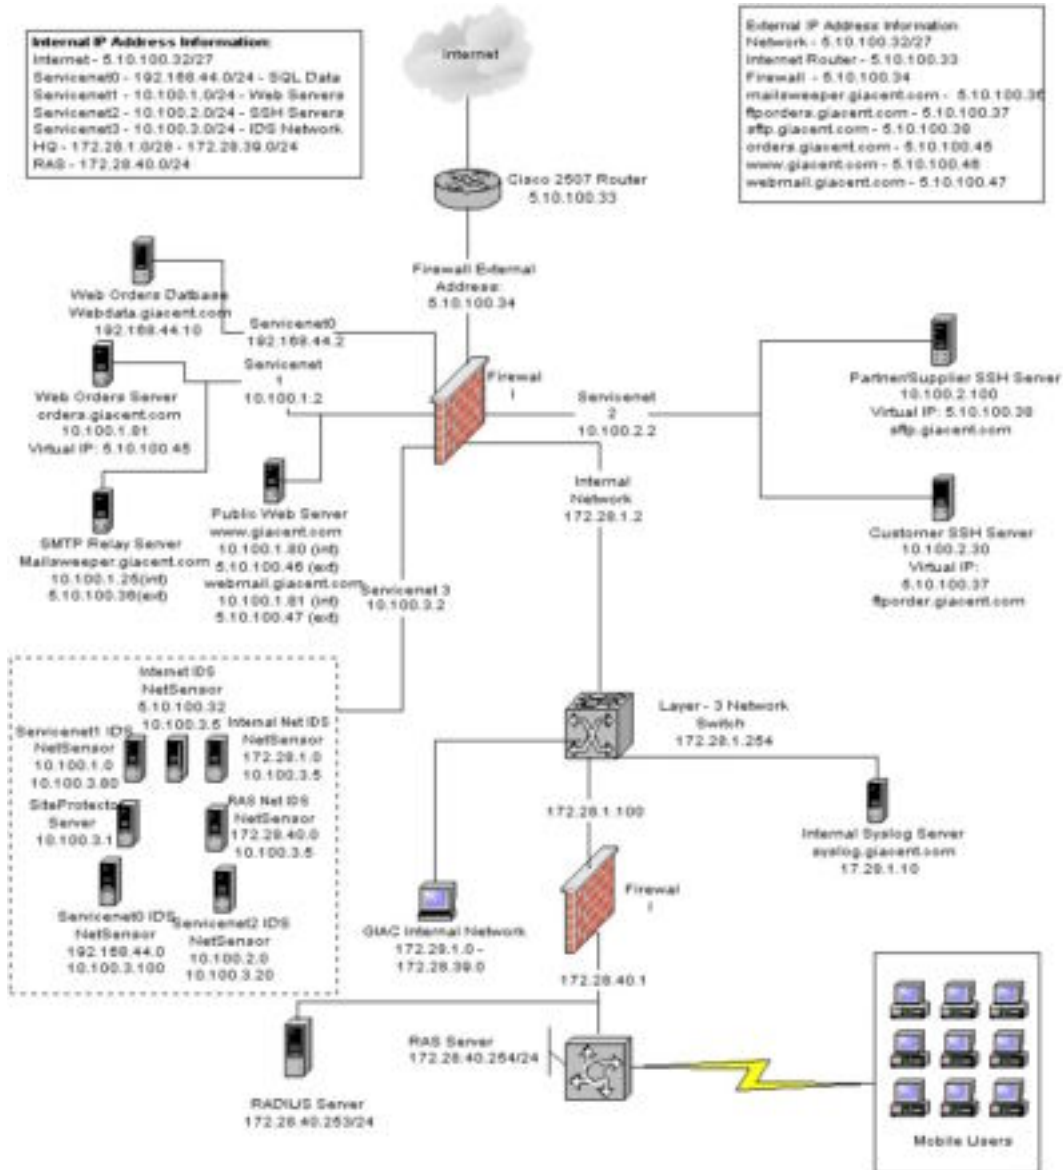 Internet
Internal IP Address Information:
Internet - 5.10.100.32/27
Servicenet0 - 192.168.44.0/24 - SQL Data
Servicenet1 - 10.100.1.0/24 - Web Servers
Servicenet2 - 10.100.2.0/24 - SSH Servers
Servicenet3 - 10.100.3.0/24 - IDS Network
HQ - 172.28.1.0/28 - 172.28.39.0/24
RAS - 172.28.40.0/24
External IP Address Information
Network - 5.10.100.32/27
Internet Router - 5.10.100.33
Firewall - 5.10.100.34
mailsweeper.giacent.com - 5.10.100.36
ftporders.giacent.com - 5.10.100.37
sftp.giacent.com - 5.10.100.38
orders.giacent.com - 5.10.100.45
www.giacent.com - 5.10.100.46
webmail.giacent.com - 5.10.100.47
Cisco 2507 Router
5.10.100.33
Firewall External
Address:
5.10.100.34
Web Orders Datbase
Webdata.giacent.com
192.168.44.10
Servicenet0
192.168.44.2
Servicenet
1
10.100.1.2
Firewal
l
Web Orders Server
orders.giacent.com
10.100.1.81
Virtual IP: 5.10.100.45
Servicenet
2
10.100.2.2
Partner/Supplier SSH Server
10.100.2.100
Virtual IP: 5.10.100.38
sftp.giacent.com
Internal
Network
172.28.1.2
SMTP Relay Server
Mailsweeper.giacent.com
10.100.1.25(int)
5.10.100.36(ext)
Public Web Server
www.giacent.com
10.100.1.80 (int)
5.10.100.46 (ext)
webmail.giacent.com
10.100.1.81 (int)
5.10.100.47 (ext)
Servicenet 3
10.100.3.2
Customer SSH Server
10.100.2.30
Virtual IP:
5.10.100.37
ftporder.giacent.com
Internet IDS
NetSensor
5.10.100.32
10.100.3.5
Servicenet1 IDS
NetSensor
10.100.1.0
10.100.3.80
Internal Net IDS
NetSensor
172.28.1.0
10.100.3.5
SiteProtector
Server
10.100.3.1
RAS Net IDS
NetSensor
172.28.40.0
10.100.3.5
Servicenet0 IDS
NetSensor
192.168.44.0
10.100.3.100
Servicenet2 IDS
NetSensor
10.100.2.0
10.100.3.20
Layer - 3 Network
Switch
172.28.1.254
172.28.1.100
Internal Syslog Server
syslog.giacent.com
17.28.1.10
GIAC Internal Network
172.28.1.0 -
172.28.39.0
Firewal
l
172.28.40.1
RAS Server
172.28.40.254/24
RADIUS Server
172.28.40.253/24
Mobile Users